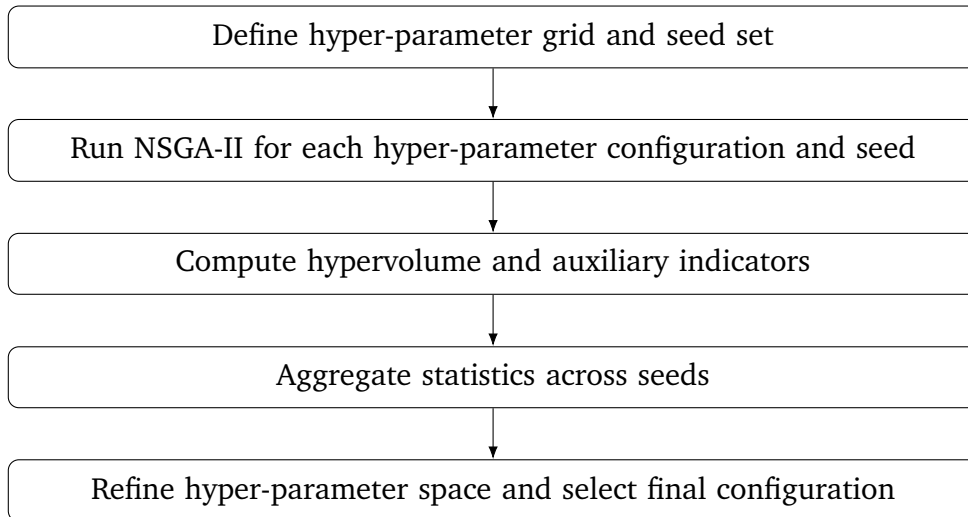 Define hyper-parameter grid and seed set
Run NSGA-II for each hyper-parameter configuration and seed
Compute hypervolume and auxiliary indicators
Aggregate statistics across seeds
Refine hyper-parameter space and select final configuration